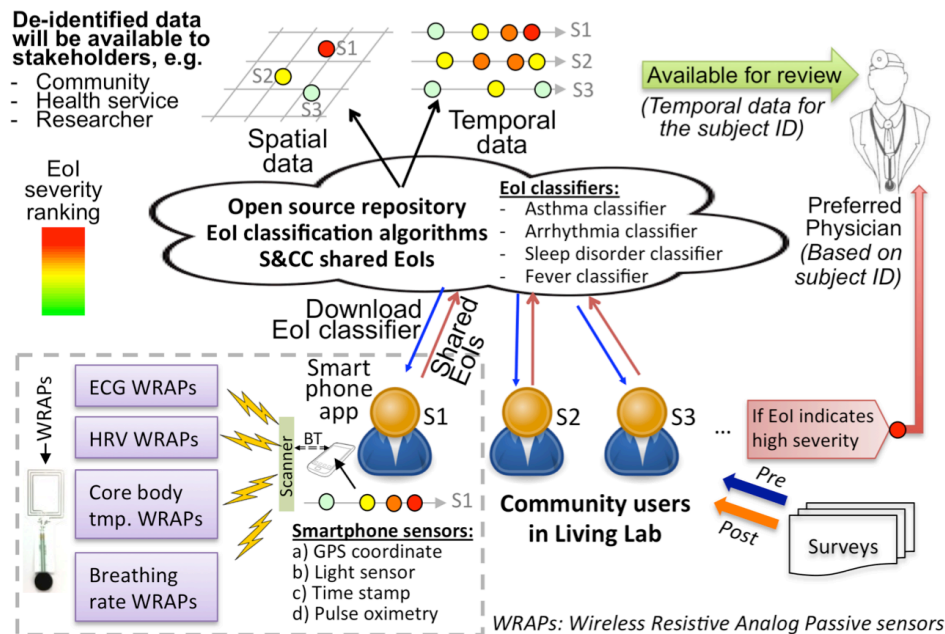 De-identified data
will be available to
stakeholders, e.g.
- Community
- Health service
- Researcher
S1
S2
S3
Spatial
data
S1
S2
S3
Temporal
data
Available for review
(Temporal data for
the subject ID)
Preferred
Physician
(Based on
subject ID)
EoI
severity
ranking
Open source repository
EoI classification algorithms
S&CC shared EoIs
EoI classifiers:
- Asthma classifier
- Arrhythmia classifier
- Sleep disorder classifier
- Fever classifier
Download
EoI classifier
Shared
EoIs
WRAPs
ECG WRAPs
HRV WRAPs
Core body
tmp. WRAPs
Breathing
rate WRAPs
Scanner
BT
Smart
phone
app
S1
S1
Smartphone sensors:
a) GPS coordinate
b) Light sensor
c) Time stamp
d) Pulse oximetry
S2
S3
...
Community users
in Living Lab
If EoI indicates
high severity
Pre
Post
Surveys
WRAPs: Wireless Resistive Analog Passive sensors